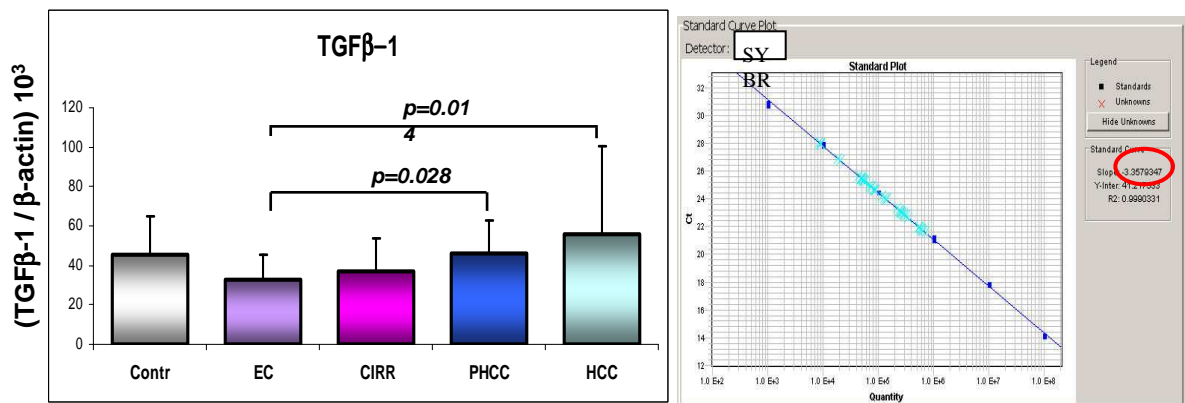 TGFβ–1
(TGFβ-1 / β-actin) 10³
120
100
80
60
40
20
0
p=0.01
4
p=0.028
Contr
EC
CIRR
PHCC
HCC
Standard Curve Plot
Detector:
SY
BR
Standard Plot
Ct
32
30
28
26
24
22
20
18
16
14
12
1.0 E+2
1.0 E+3
1.0 E+4
1.0 E+5
1.0 E+6
1.0 E+7
1.0 E+8
Quantity
Legend
Standards
Unknowns
Hide Unknowns
Standard Curve
Slope: -3.3579347
Y-Inter:
R2: 0.9990331